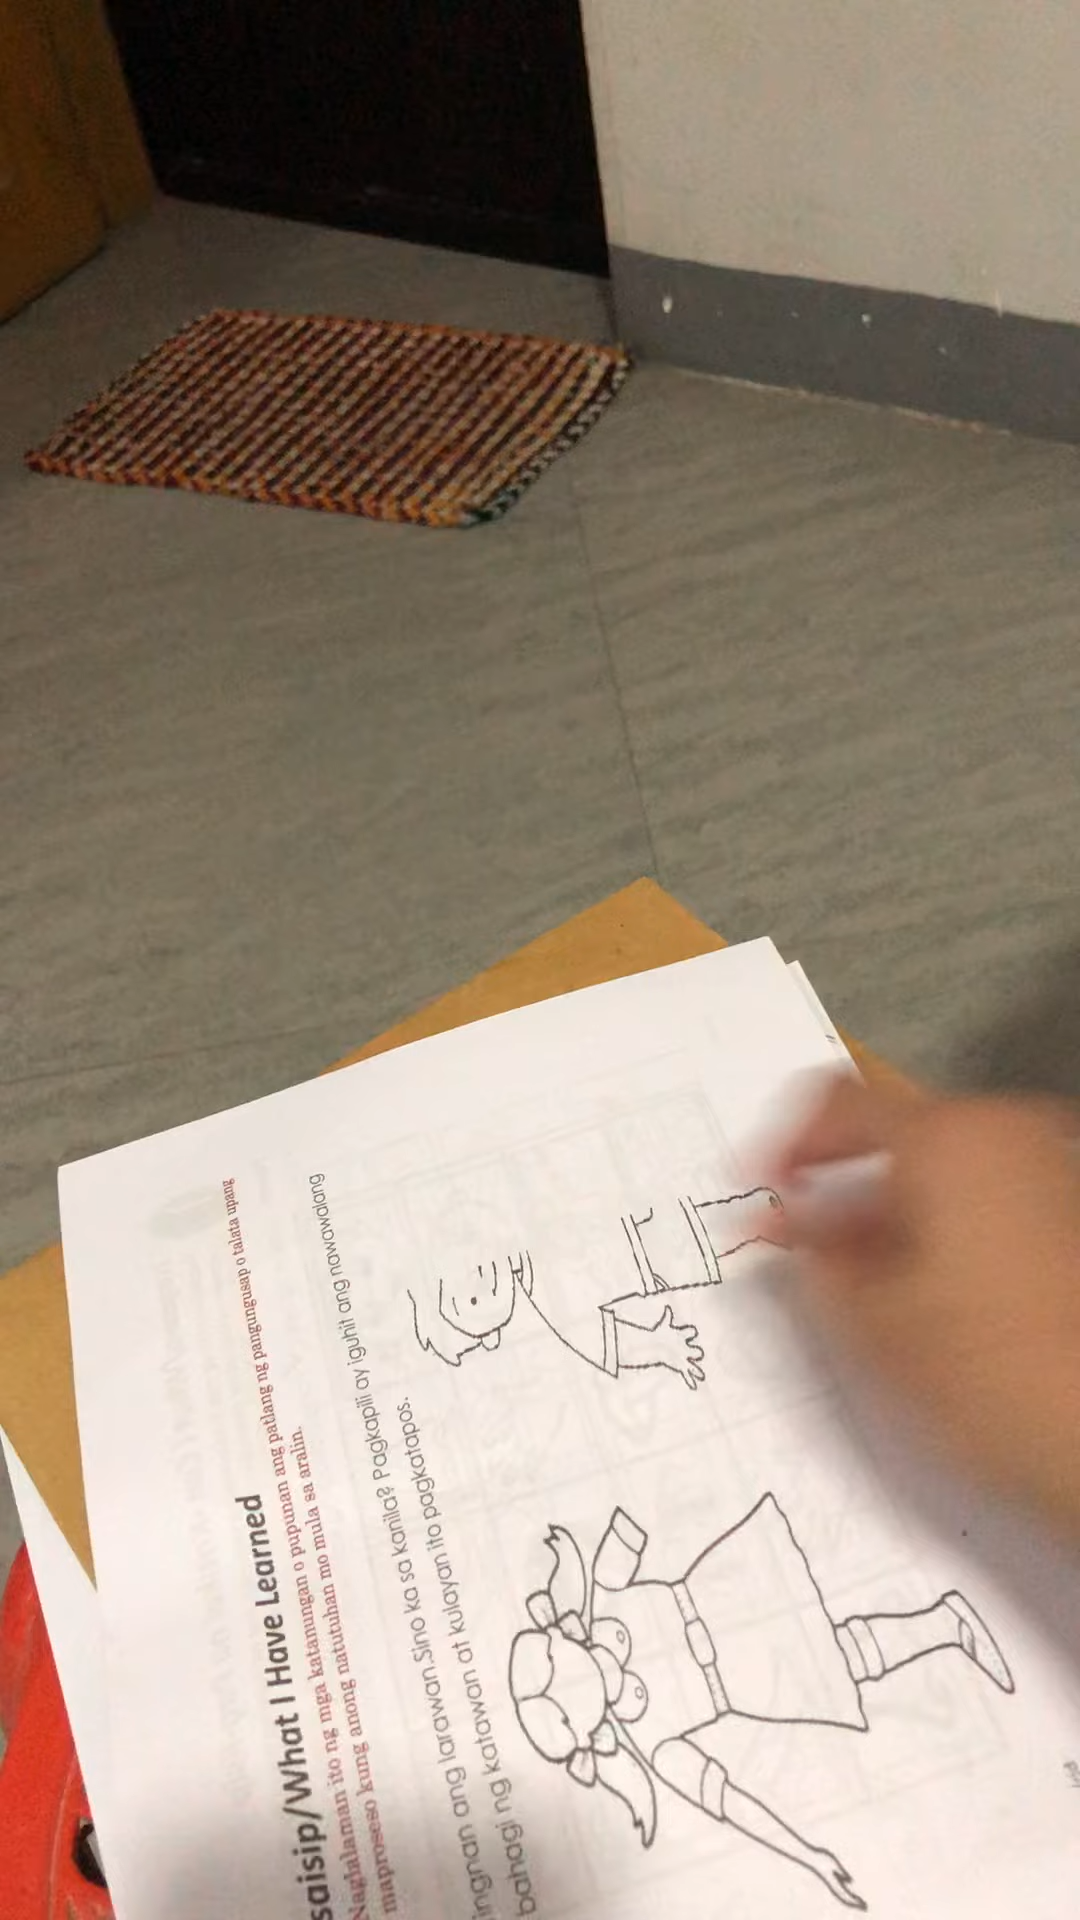 saisip/What I Have Learned
Naglalaman ito ng mga katanungan o pupunan ang patlang ng pangungusap o talata upang
maproseso kung anong natutuhan mo mula sa aralin.
ingnan ang larawan.Sino ka sa kanila? Pagkapili ay iguhit ang nawawalang
bahagi ng katawan at kulayan ito pagkatapos.